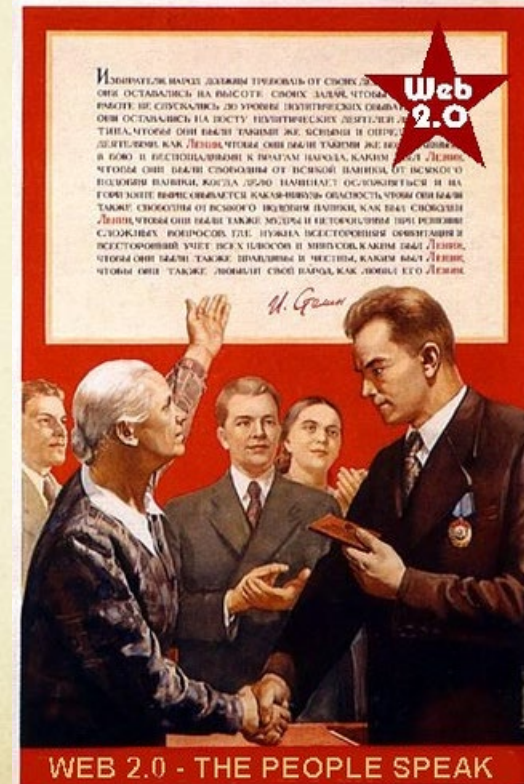 ИЗБИРАТЕЛИ, НАРОД ДОЛЖНЫ ТРЕБОВАТЬ ОТ СВОИХ
ОНИ ОСТАВАЛИСЬ НА ВЫСОТЕ СВОИХ ЗАДАЧ, ЧТОБЫ
РАБОТЕ НЕ СПУСКАЛИСЬ ДО УРОВНЯ ПОЛИТИЧЕСКИХ
ОНИ ОСТАВАЛИСЬ НА ПОСТУ ПОЛИТИЧЕСКИХ ДЕЯТЕЛЕЙ
ТИПА, ЧТОБЫ ОНИ БЫЛИ ТАКИМИ ЖЕ ЯСНЫМИ И
ДЕЯТЕЛЯМИ, КАК ЛЕНИН, ЧТОБЫ ОНИ БЫЛИ ТАКИМИ ЖЕ
В БОЮ И БЕСПОЩАДНЫМИ К ВРАГАМ НАРОДА, КАКИМ ЛЕНИН,
ЧТОБЫ ОНИ БЫЛИ СВОБОДНЫ ОТ ВСЯКОЙ ПАНИКИ, ОТ ВСЯКОГО
ПОДОБИЯ ПАНИКИ, КОГДА ДЕЛО НАЧИНАЕТ ОСЛОЖНЯТЬСЯ И НА
ГОРИЗОНТЕ ВЫРИСОВЫВАЕТСЯ КАКАЯ-НИБУДЬ ОПАСНОСТЬ, ЧТОБЫ ОНИ БЫЛИ
ТАКЖЕ СВОБОДНЫ ОТ ВСЯКОГО ПОДОБИЯ ПАНИКИ, КАК БЫЛ СВОБОДЕН
ЛЕНИН, ЧТОБЫ ОНИ БЫЛИ ТАКЖЕ МУДРЫ И НЕТОРОПЛИВЫ ПРИ РЕШЕНИИ
СЛОЖНЫХ ВОПРОСОВ, ГДЕ НУЖНА ВСЕСТОРОННЯЯ ОРИЕНТАЦИЯ И
ВСЕСТОРОННИЙ УЧЕТ ВСЕХ ПЛЮСОВ И МИНУСОВ, КАКИМ БЫЛ ЛЕНИН,
ЧТОБЫ ОНИ БЫЛИ ТАКЖЕ ПРАВДИВЫ И ЧЕСТНЫ, КАКИМ БЫЛ ЛЕНИН,
ЧТОБЫ ОНИ ТАКЖЕ ЛЮБИЛИ СВОЙ НАРОД, КАК ЛЮБИЛ ЕГО ЛЕНИН.
И. Сталин
Web
2.0
WEB 2.0 - THE PEOPLE SPEAK